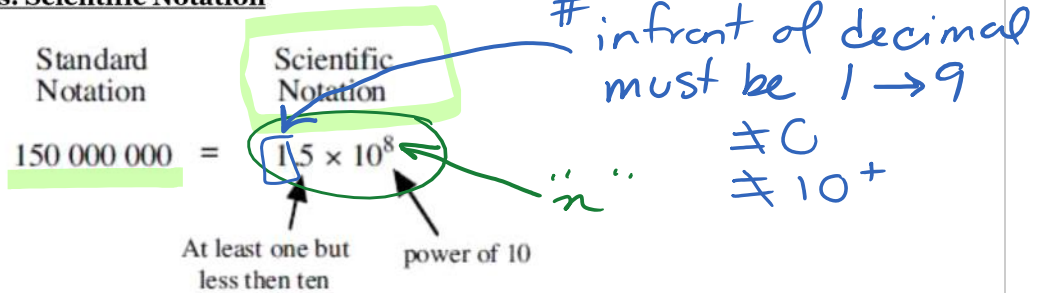 s. Scientific Notation
# infront of decimal
must be 1 → 9
≠ 0
≠ 10+
Standard
Notation
Scientific
Notation
150 000 000 = 1.5 × 10⁸
"n"
At least one but
less then ten
power of 10